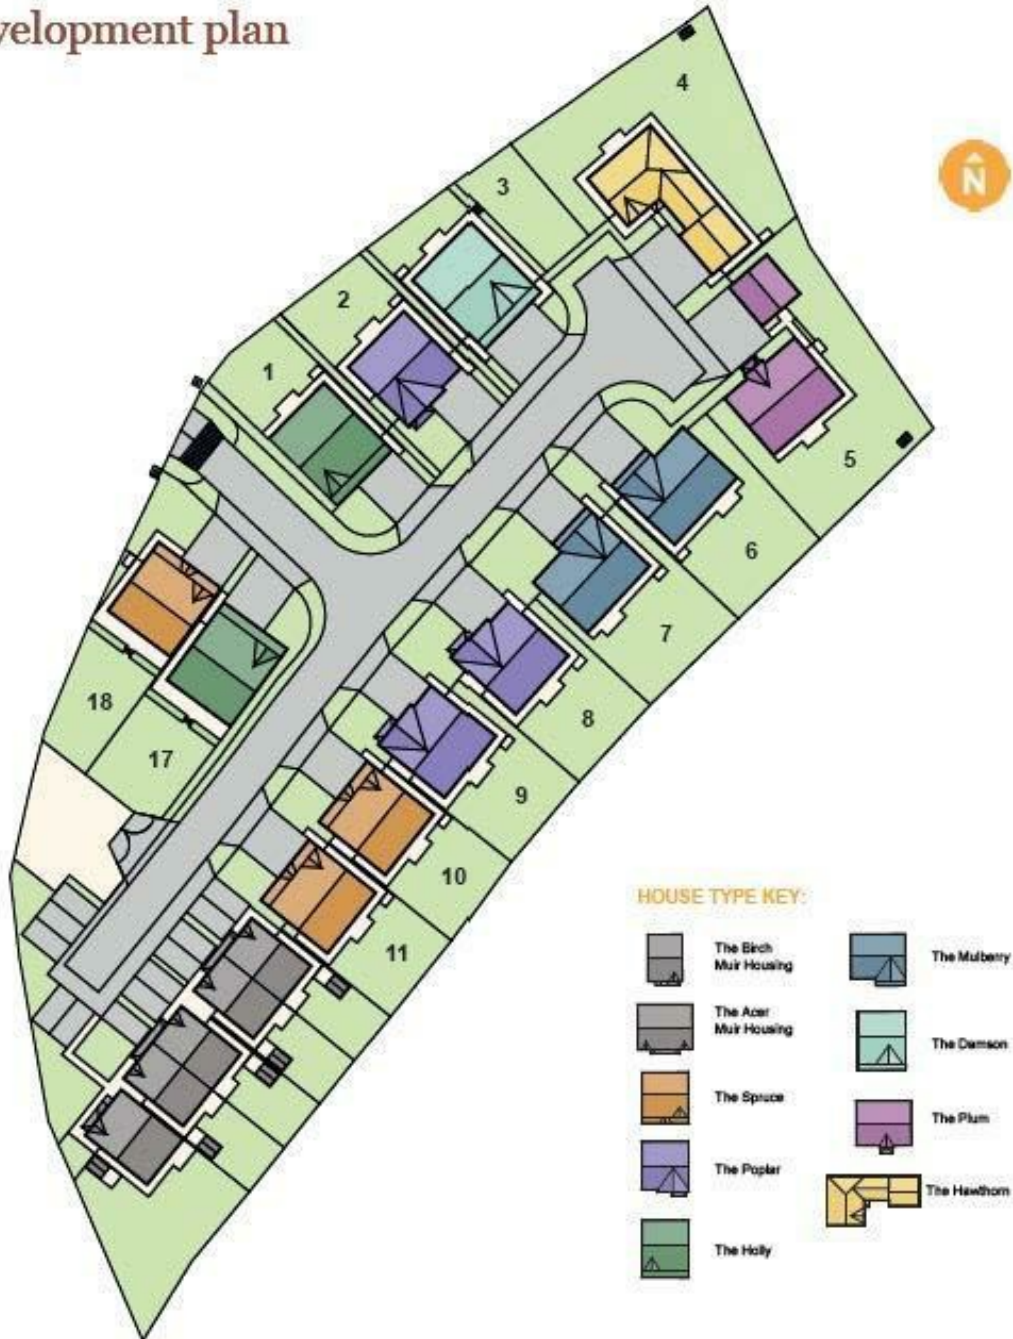 velopment plan
4
N
3
2
1
5
6
7
18
8
17
9
10
11
HOUSE TYPE KEY:
The Birch
Muir Housing
The Mulberry
The Acer
Muir Housing
The Damson
The Spruce
The Plum
The Poplar
The Hawthorn
The Holly